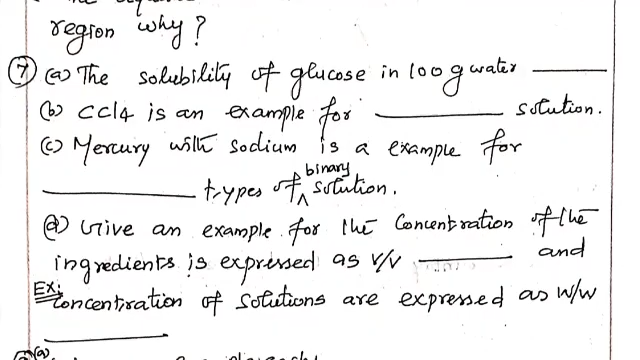 region why?
(7) (a) The solubility of glucose in 100 g water ______
(b) CCl4 is an example for ______ solution.
(c) Mercury with sodium is a example for
______ types of binary solution.
(d) Give an example for the Concentration of the
ingredients is expressed as V/V ______ and
Ex: Concentration of solutions are expressed as W/W
______